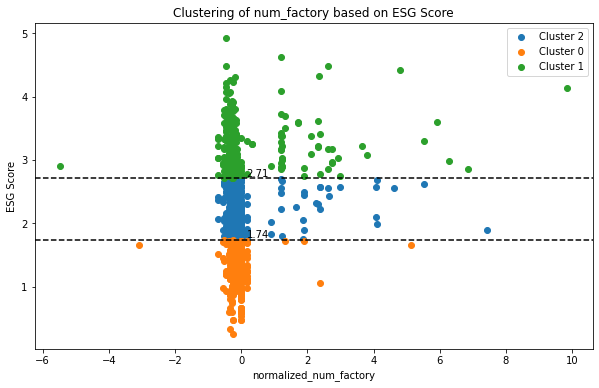 Clustering of num_factory based on ESG Score
Cluster 2
Cluster 0
Cluster 1
ESG Score
5
4
3
2
1
2.71
1.74
−6
−4
−2
0
2
4
6
8
10
normalized_num_factory